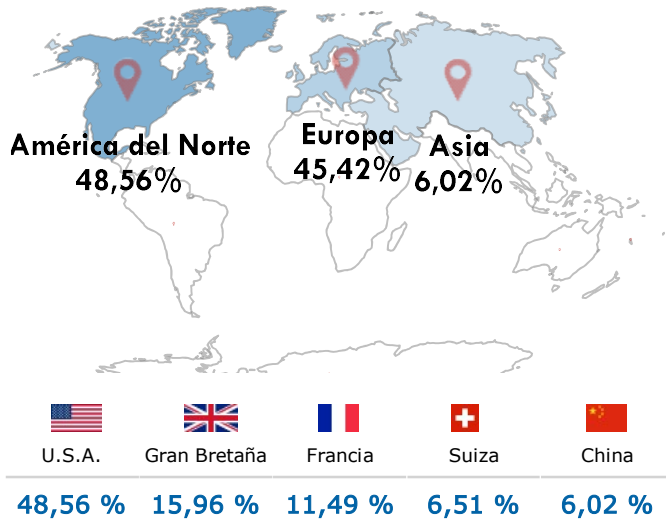 América del Norte
48,56%
Europa
45,42%
Asia
6,02%
U.S.A. Gran Bretaña Francia Suiza China
48,56 % 15,96 % 11,49 % 6,51 % 6,02 %